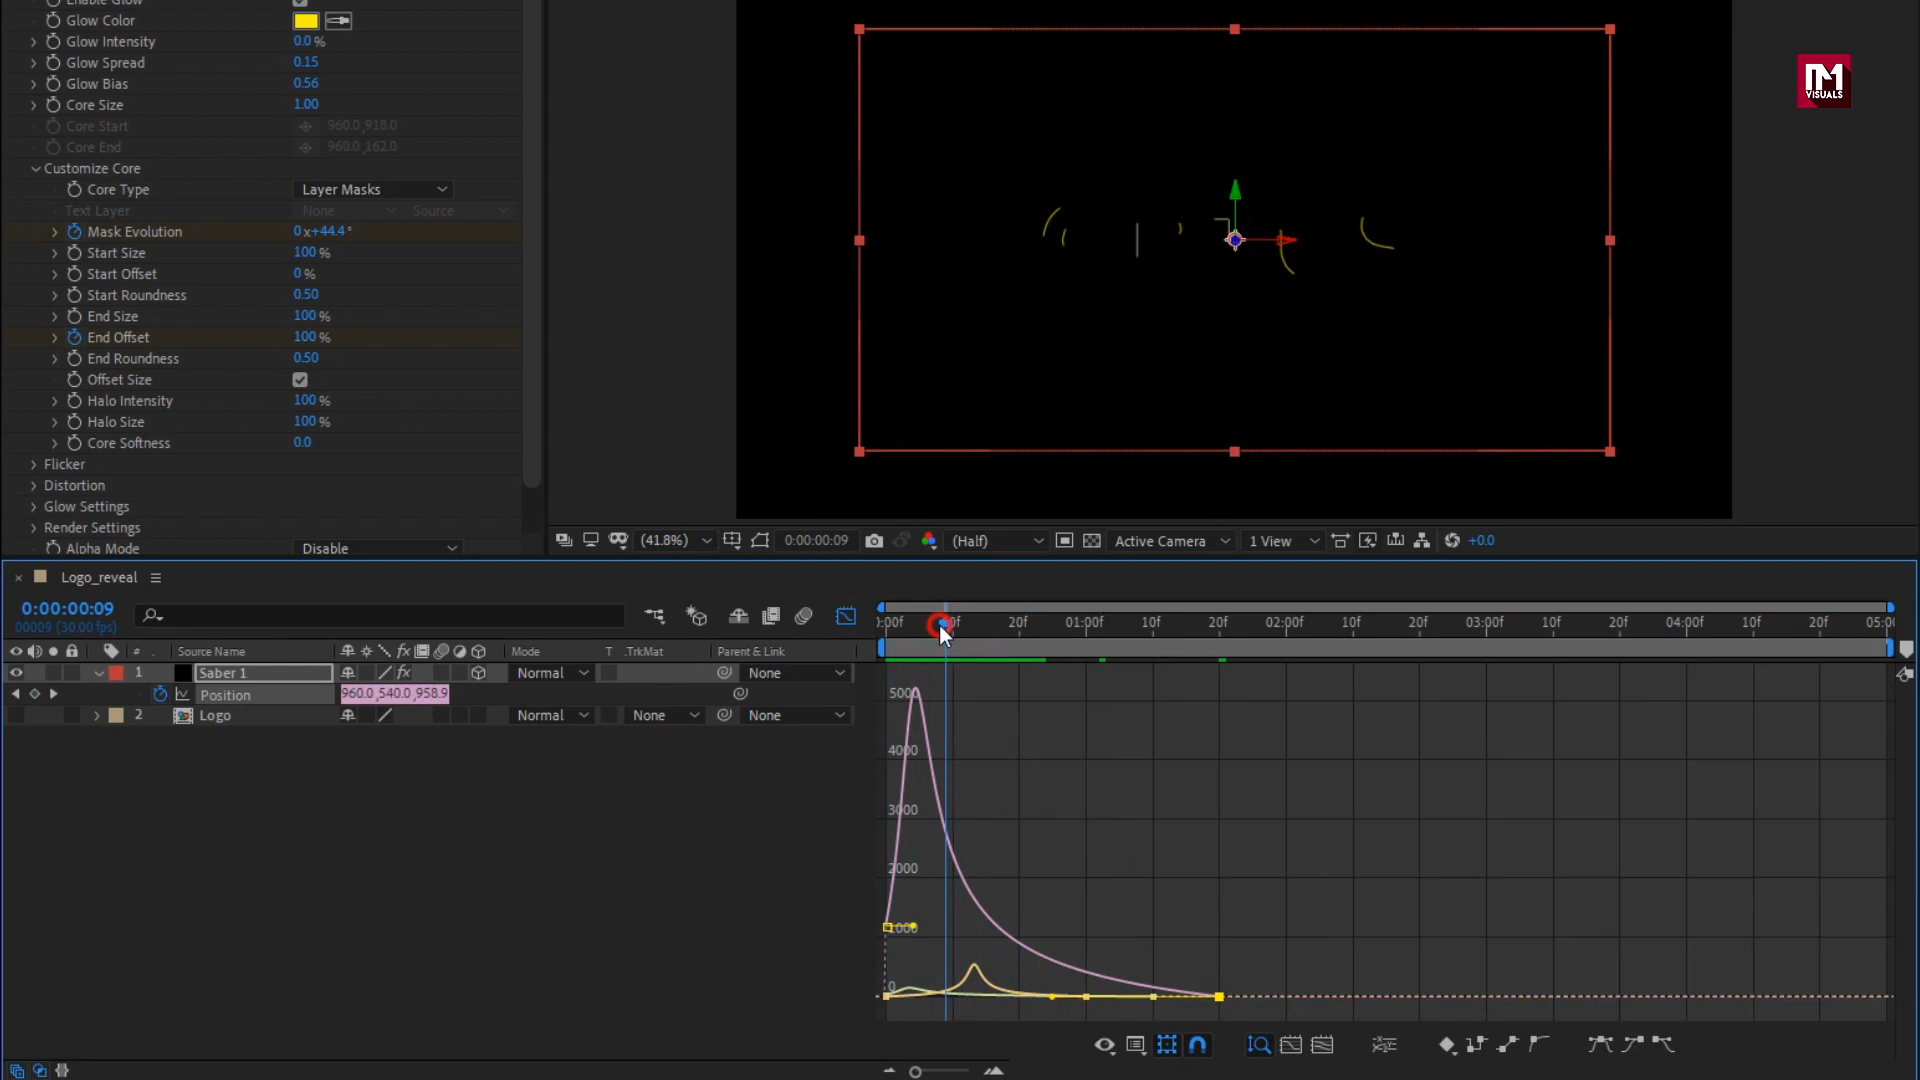 Enable Glow
Glow Color
Glow Intensity 0.0 %
Glow Spread 0.15
Glow Bias 0.56
Core Size 1.00
Core Start 960.0,918.0
Core End 960.0,162.0
Customize Core
Core Type Layer Masks
Text Layer None Source
Mask Evolution 0x+44.4°
Start Size 100 %
Start Offset 0 %
Start Roundness 0.50
End Size 100 %
End Offset 100 %
End Roundness 0.50
Offset Size
Halo Intensity 100 %
Halo Size 100 %
Core Softness 0.0
Flicker
Distortion
Glow Settings
Render Settings
Alpha Mode Disable
M
VISUALS
(41.8%) 0:00:00:09 (Half) Active Camera 1 View +0.0
× Logo_reveal
0:00:00:09
00009 (30.00 fps)
0:00f 20f 01:00f 10f 20f 02:00f 10f 20f 03:00f 10f 20f 04:00f 10f 20f 05:00
# Source Name fx Mode T .TrkMat Parent & Link
1 Saber 1 fx Normal None
Position 960.0,540.0,958.9
2 Logo Normal None None
5000
4000
3000
2000
1000
0